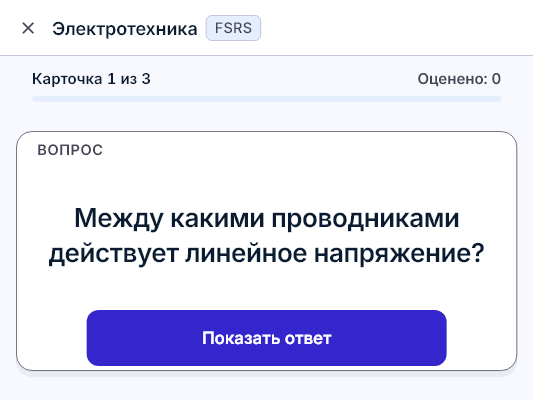 Электротехника FSRS
Карточка 1 из 3 Оценено: 0
ВОПРОС
Между какими проводниками
действует линейное напряжение?
Показать ответ